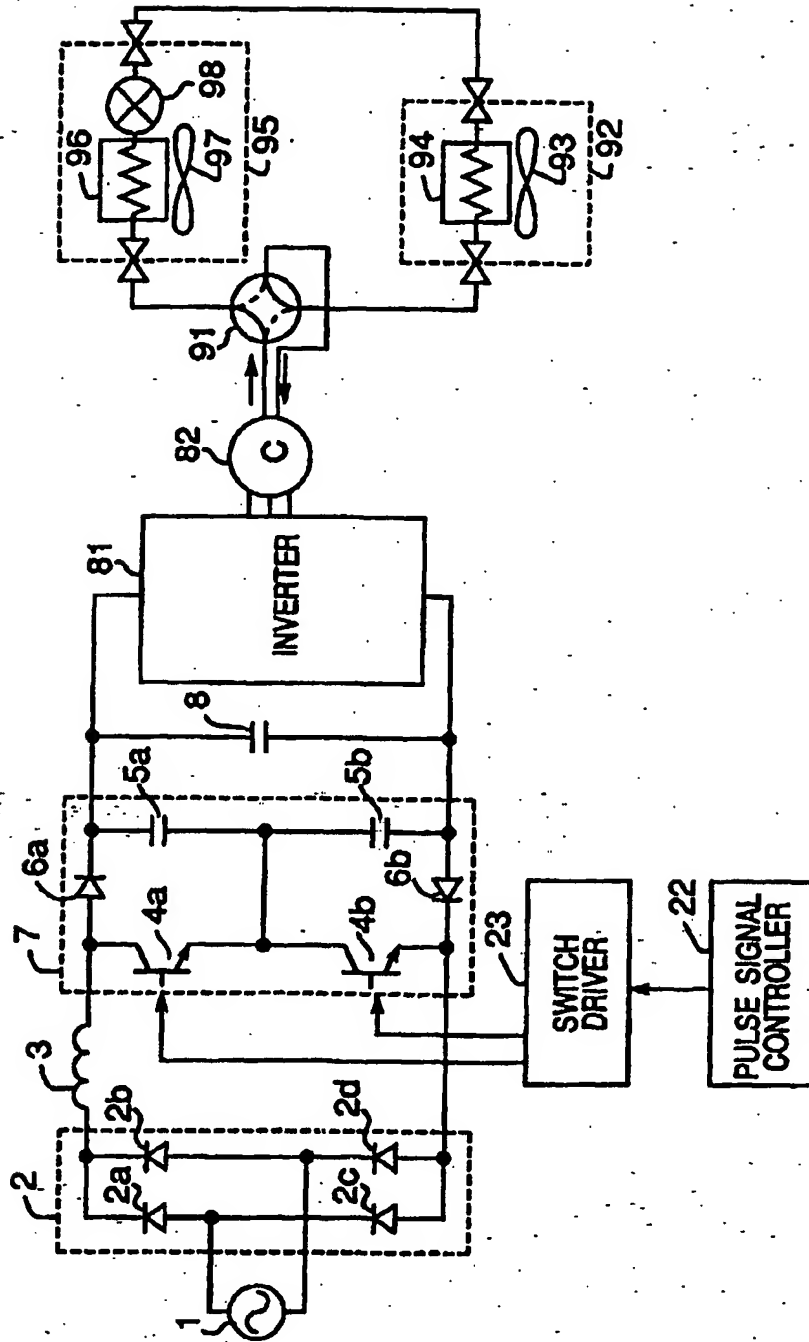 1
2
2a
2b
2c
2d
3
7
6a
4a
4b
5a
5b
6b
8
23
SWITCH
DRIVER
22
PULSE SIGNAL
CONTROLLER
81
INVERTER
82
C
91
96
97
98
95
94
93
92